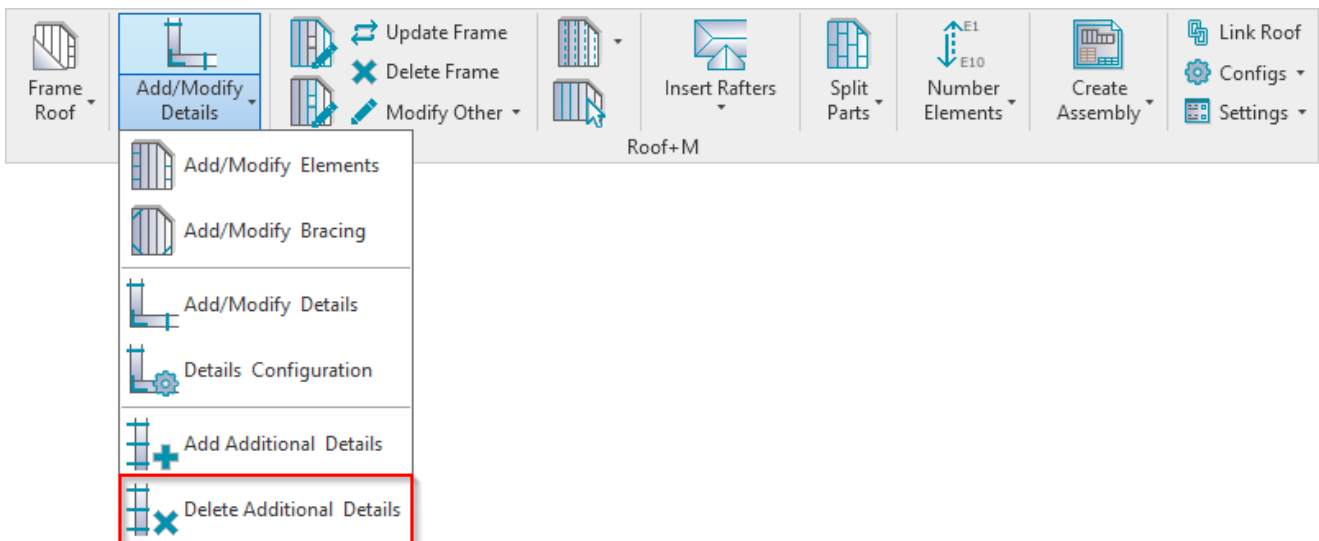 Frame
Roof
Add/Modify
Details
Update Frame
Delete Frame
Modify Other
Insert Rafters
Split
Parts
E1
E10
Number
Elements
Create
Assembly
Link Roof
Configs
Settings
Roof+M
Add/Modify Elements
Add/Modify Bracing
Add/Modify Details
Details Configuration
Add Additional Details
Delete Additional Details